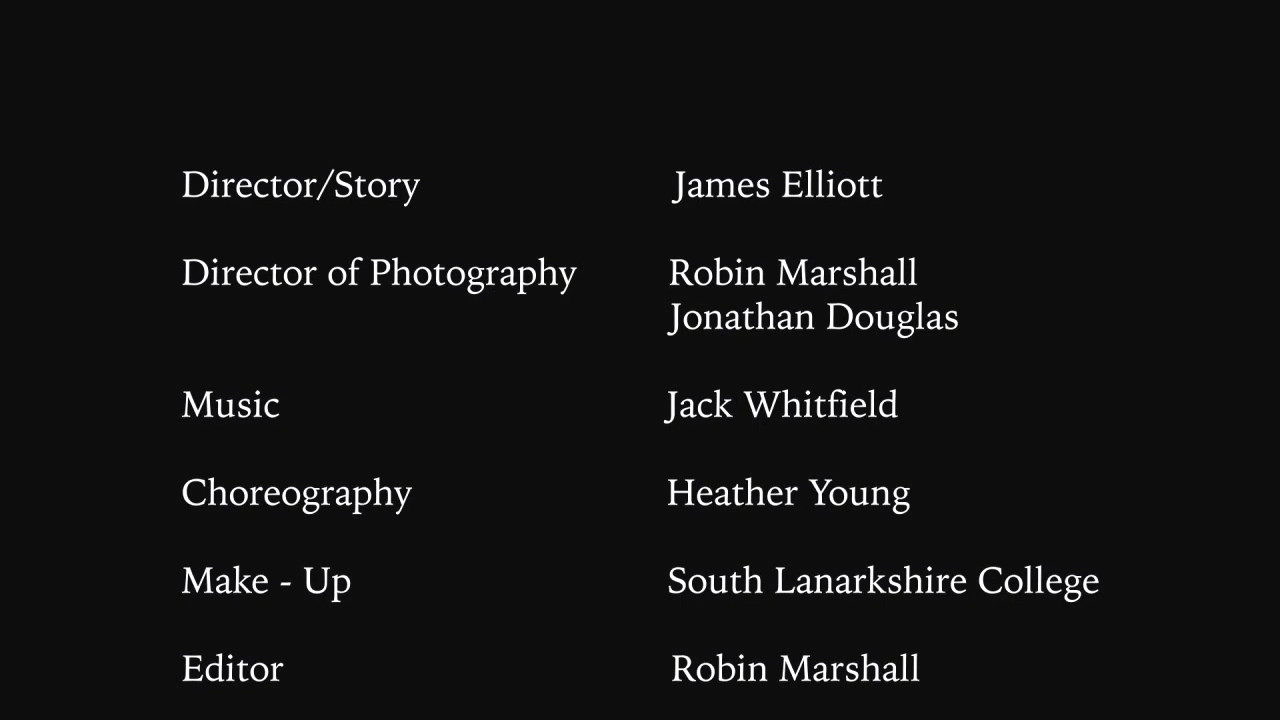 Director/Story James Elliott
Director of Photography Robin Marshall
Jonathan Douglas
Music Jack Whitfield
Choreography Heather Young
Make - Up South Lanarkshire College
Editor Robin Marshall